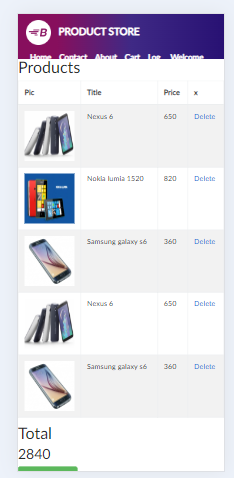 B PRODUCT STORE
Home Contact About Cart Log Welcome
Products
Pic Title Price x
Nexus 6 650 Delete
Nokia lumia 1520 820 Delete
Samsung galaxy s6 360 Delete
Nexus 6 650 Delete
Samsung galaxy s6 360 Delete
Total
2840